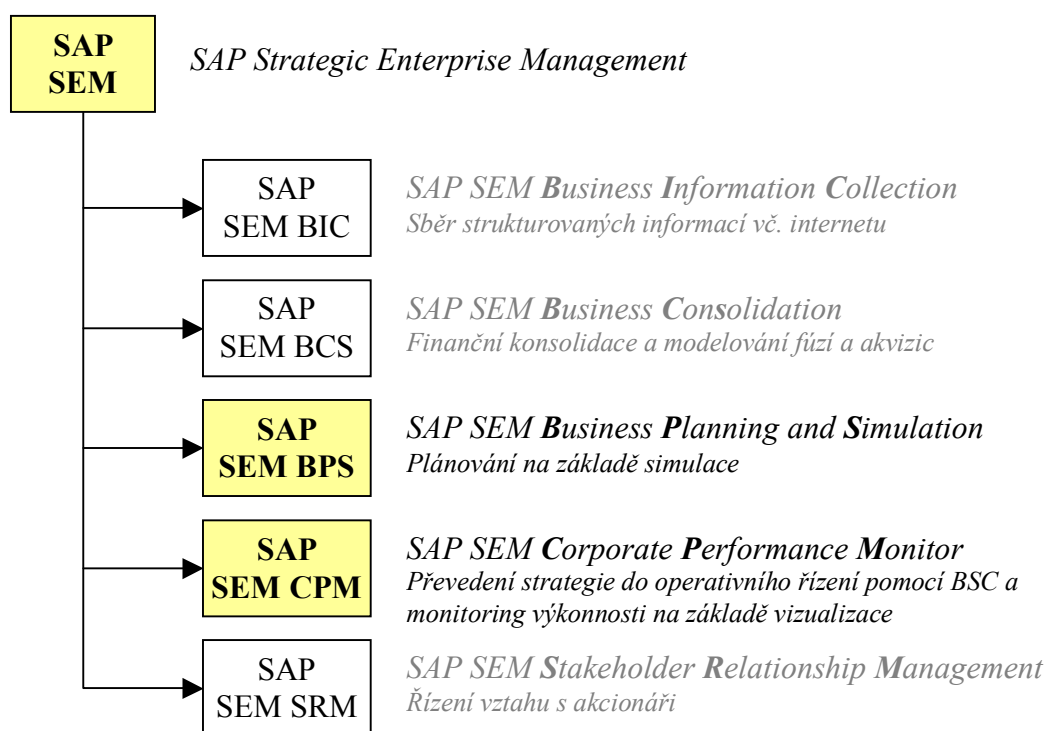 SAP
SEM
SAP Strategic Enterprise Management
SAP
SEM BIC
SAP SEM Business Information Collection
Sběr strukturovaných informací vč. internetu
SAP
SEM BCS
SAP SEM Business Consolidation
Finanční konsolidace a modelování fúzí a akvizic
SAP
SEM BPS
SAP SEM Business Planning and Simulation
Plánování na základě simulace
SAP
SEM CPM
SAP SEM Corporate Performance Monitor
Převedení strategie do operativního řízení pomocí BSC a
monitoring výkonnosti na základě vizualizace
SAP
SEM SRM
SAP SEM Stakeholder Relationship Management
Řízení vztahu s akcionáři